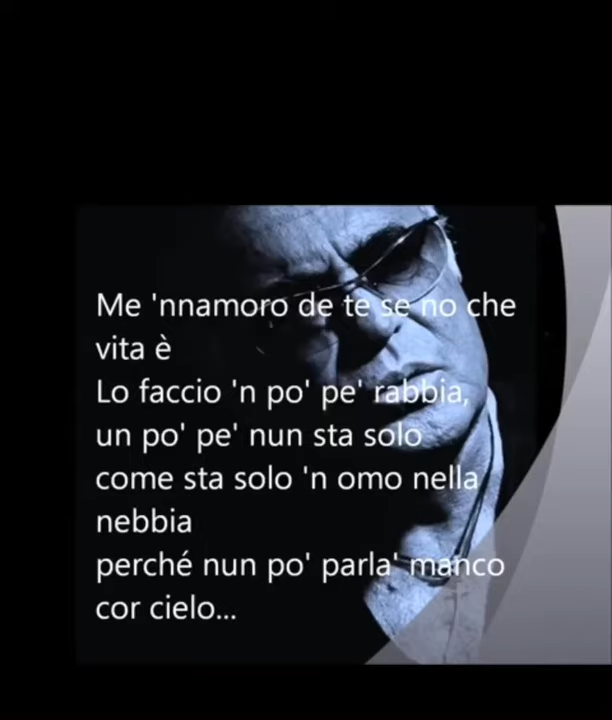 Me 'nnamoro de te se no che
vita è
Lo faccio 'n po' pe' rabbia,
un po' pe' nun sta solo
come sta solo 'n omo nella
nebbia
perché nun po' parla' manco
cor cielo...